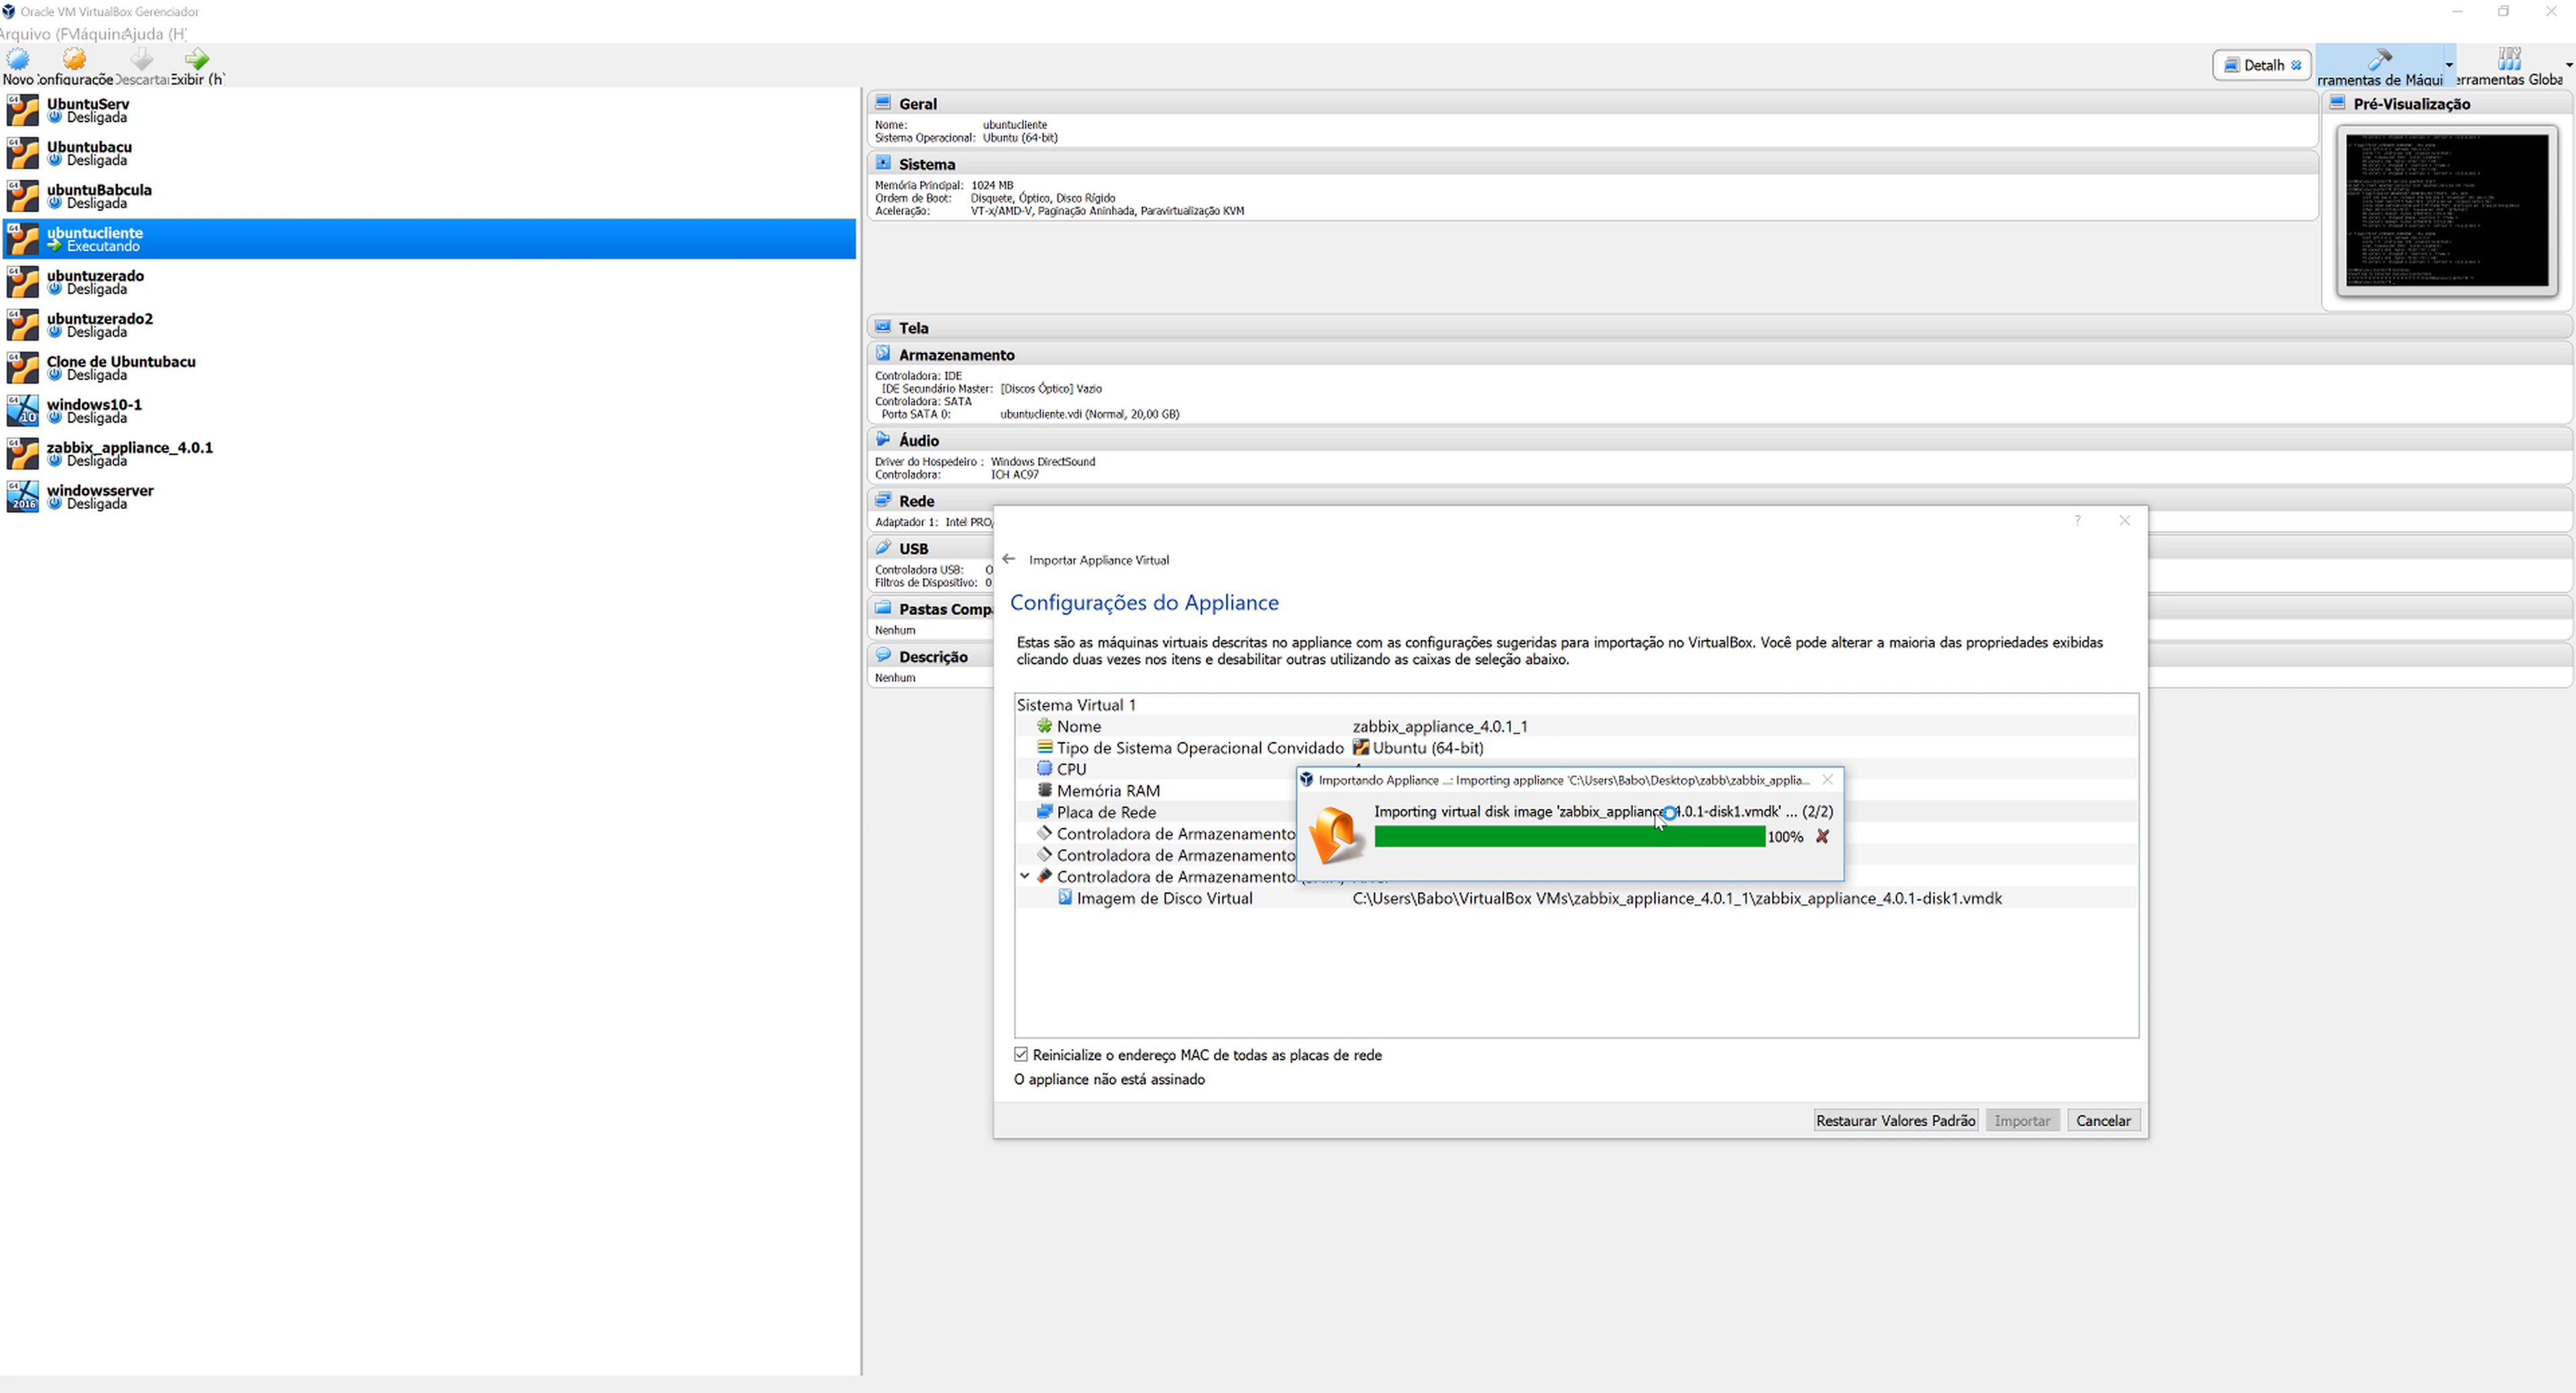 Oracle VM VirtualBox Gerenciador
Arquivo (F Máquina Ajuda (H)
Novo Configurações Descartar Exibir (h)
Detalh
rramentas de Máqui
erramentas Globa
UbuntuServ
Desligada
Ubuntubacu
Desligada
ubuntuBabcula
Desligada
ubuntucliente
Executando
ubuntuzerado
Desligada
ubuntuzerado2
Desligada
Clone de Ubuntubacu
Desligada
windows10-1
Desligada
zabbix_appliance_4.0.1
Desligada
windowsserver
Desligada
Geral
Nome: ubuntucliente
Sistema Operacional: Ubuntu (64-bit)
Sistema
Memória Principal: 1024 MB
Ordem de Boot: Disquete, Óptico, Disco Rígido
Aceleração: VT-x/AMD-V, Paginação Aninhada, Paravirtualização KVM
Pré-Visualização
Tela
Armazenamento
Controladora: IDE
IDE Secundário Master: [Discos Óptico] Vazio
Controladora: SATA
Porta SATA 0: ubuntucliente.vdi (Normal, 20,00 GB)
Áudio
Driver do Hospedeiro : Windows DirectSound
Controladora: ICH AC97
Rede
Adaptador 1: Intel PRO/
USB
Controladora USB: O
Filtros de Dispositivo: 0
Pastas Compa
Nenhum
Descrição
Nenhum
Importar Appliance Virtual
Configurações do Appliance
Estas são as máquinas virtuais descritas no appliance com as configurações sugeridas para importação no VirtualBox. Você pode alterar a maioria das propriedades exibidas
clicando duas vezes nos itens e desabilitar outras utilizando as caixas de seleção abaixo.
Sistema Virtual 1
Nome zabbix_appliance_4.0.1_1
Tipo de Sistema Operacional Convidado Ubuntu (64-bit)
CPU
Memória RAM
Placa de Rede
Controladora de Armazenamento
Controladora de Armazenamento
Controladora de Armazenamento
Imagem de Disco Virtual C:\Users\Babo\VirtualBox VMs\zabbix_appliance_4.0.1_1\zabbix_appliance_4.0.1-disk1.vmdk
Importando Appliance ...: Importing appliance 'C:\Users\Babo\Desktop\zabb\zabbix_applia...
Importing virtual disk image 'zabbix_appliance_4.0.1-disk1.vmdk' ... (2/2)
100%
Reinicialize o endereço MAC de todas as placas de rede
O appliance não está assinado
Restaurar Valores Padrão
Importar
Cancelar